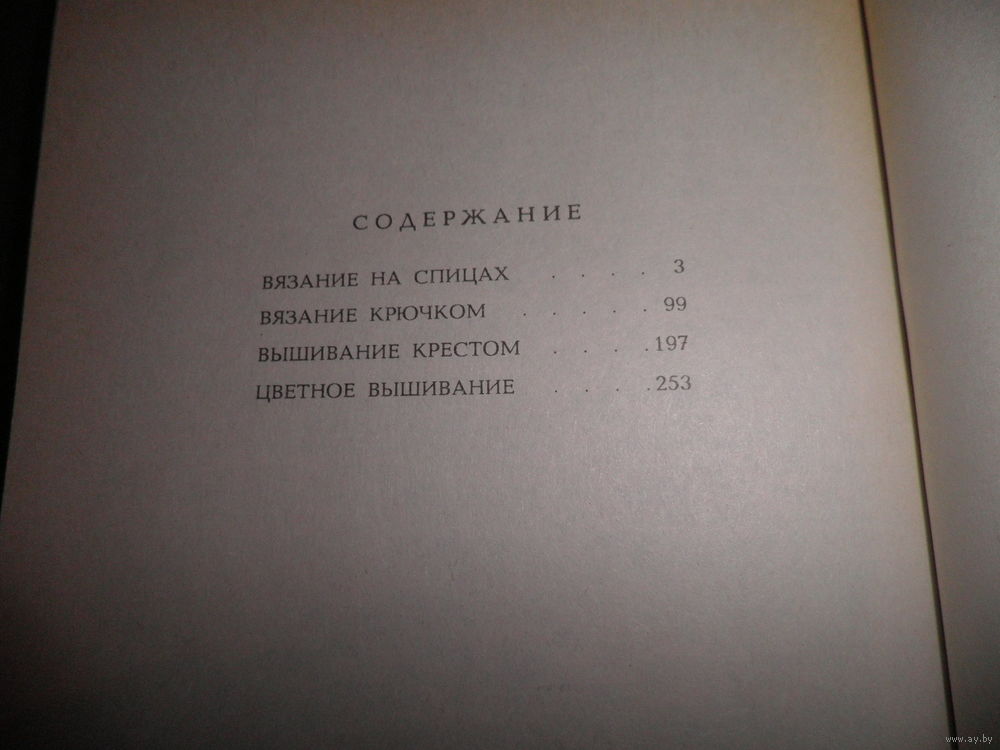 СОДЕРЖАНИЕ
ВЯЗАНИЕ НА СПИЦАХ . . . . 3
ВЯЗАНИЕ КРЮЧКОМ . . . . . 99
ВЫШИВАНИЕ КРЕСТОМ . . . . 197
ЦВЕТНОЕ ВЫШИВАНИЕ . . . . 253
www.ay.by